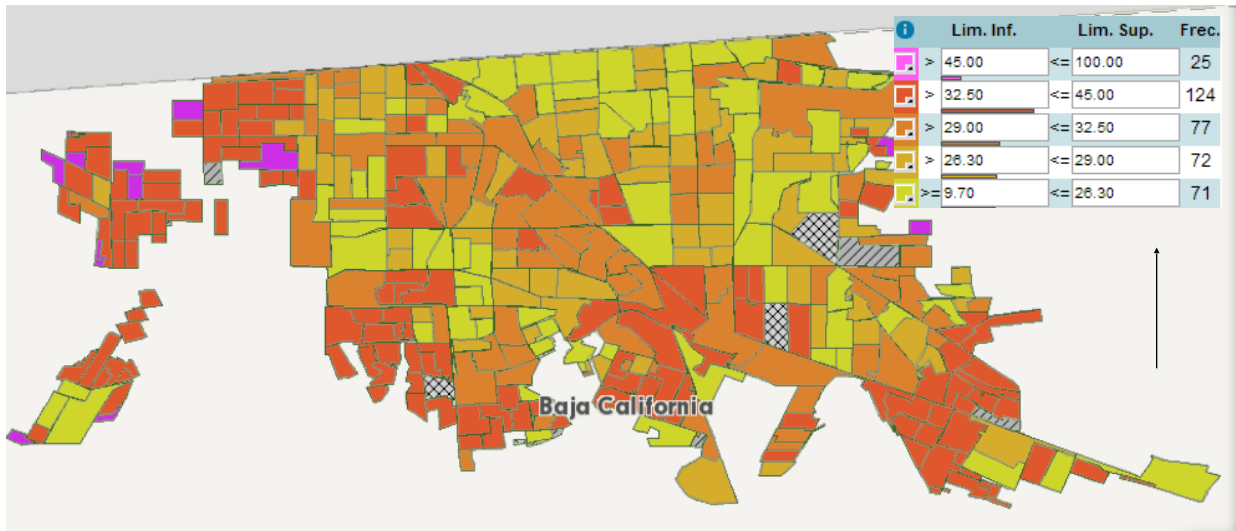 i Lim. Inf. Lim. Sup. Frec.
> 45.00 <= 100.00 25
> 32.50 <= 45.00 124
> 29.00 <= 32.50 77
> 26.30 <= 29.00 72
>= 9.70 <= 26.30 71
Baja California